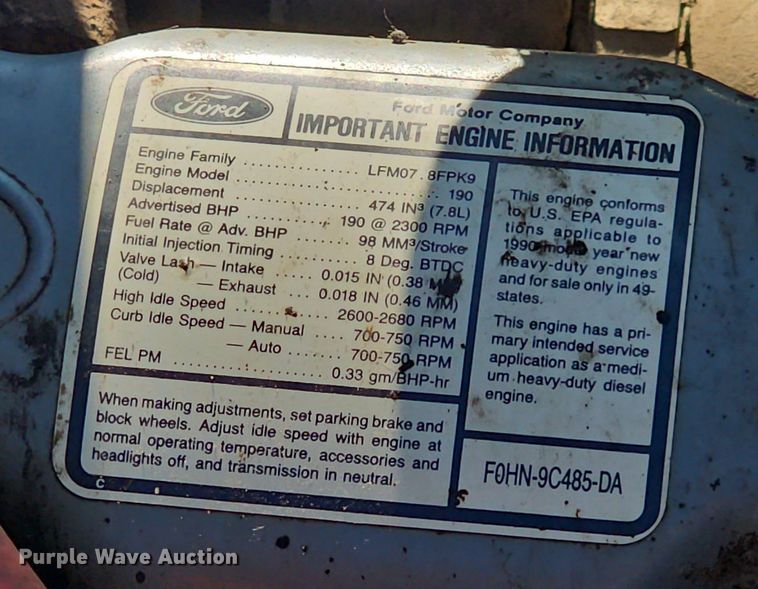 Ford
Ford Motor Company
IMPORTANT ENGINE INFORMATION
Engine Family .................... LFM07.8FPK9
Engine Model .................... 190
Displacement .................... 474 IN³ (7.8L)
Advertised BHP .................... 190 @ 2300 RPM
Fuel Rate @ Adv. BHP .......... 98 MM³/Stroke
Initial Injection Timing .......... 8 Deg. BTDC
Valve Lash — Intake .......... 0.015 IN (0.38 MM)
(Cold) — Exhaust .......... 0.018 IN (0.46 MM)
High Idle Speed .................... 2600-2680 RPM
Curb Idle Speed — Manual .......... 700-750 RPM
— Auto .......... 700-750 RPM
FEL PM .................... 0.33 gm/BHP-hr
When making adjustments, set parking brake and
block wheels. Adjust idle speed with engine at
normal operating temperature, accessories and
headlights off, and transmission in neutral.
This engine conforms
to U.S. EPA regula-
tions applicable to
1990 model year new
heavy-duty engines
and for sale only in 49-
states.
This engine has a pri-
mary intended service
application as a medi-
um heavy-duty diesel
engine.
F0HN-9C485-DA
C
Purple Wave Auction